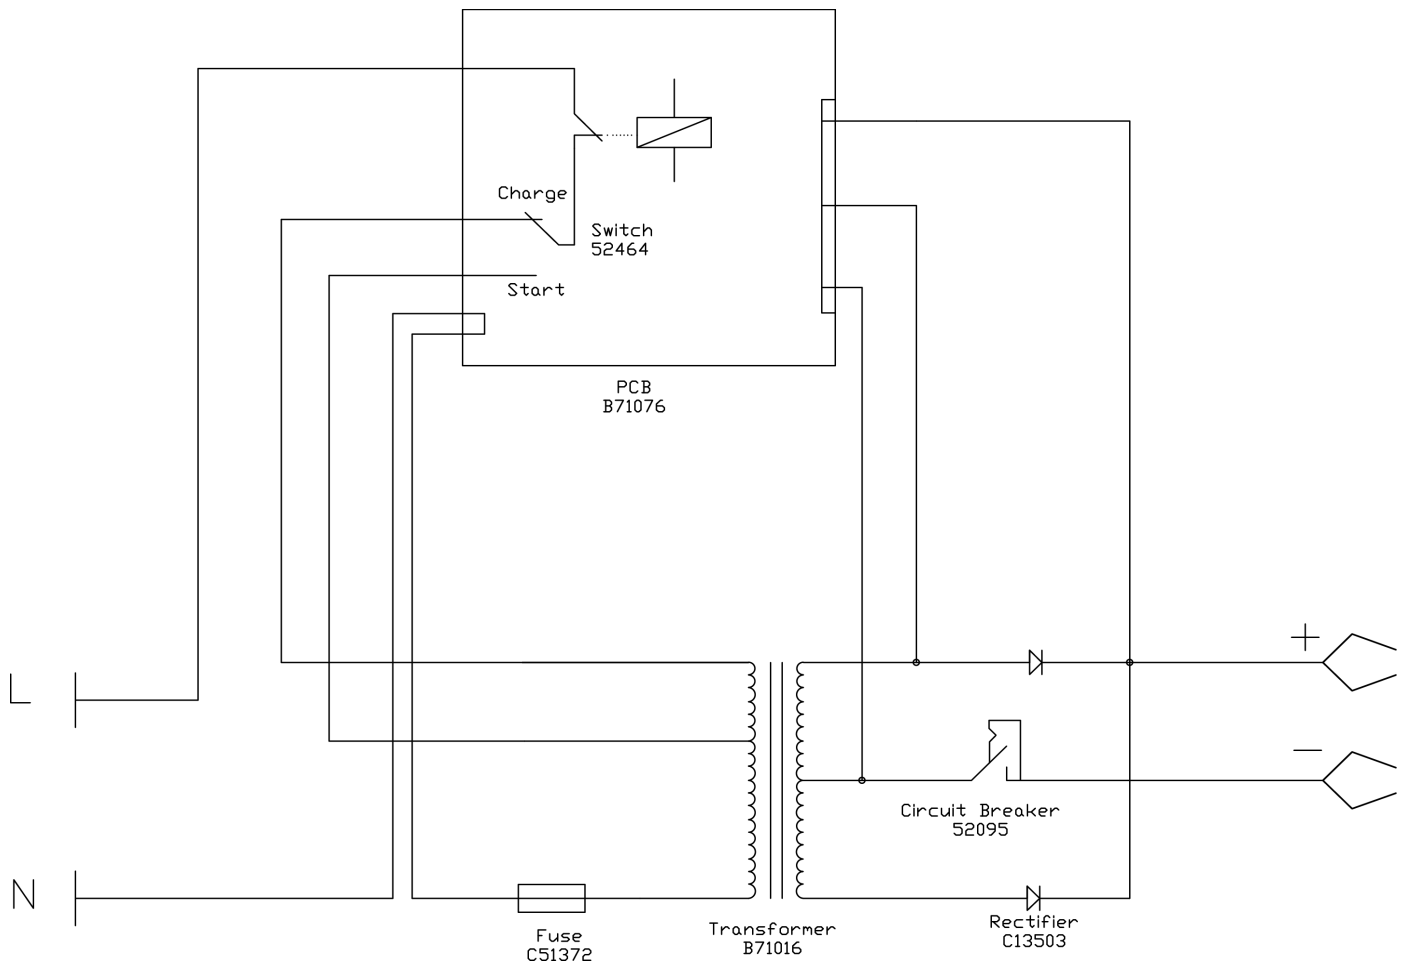 Charge
Switch
52464
Start
PCB
B71076
+
L
—
Circuit Breaker
52095
N
Fuse
C51372
Transformer
B71016
Rectifier
C13503